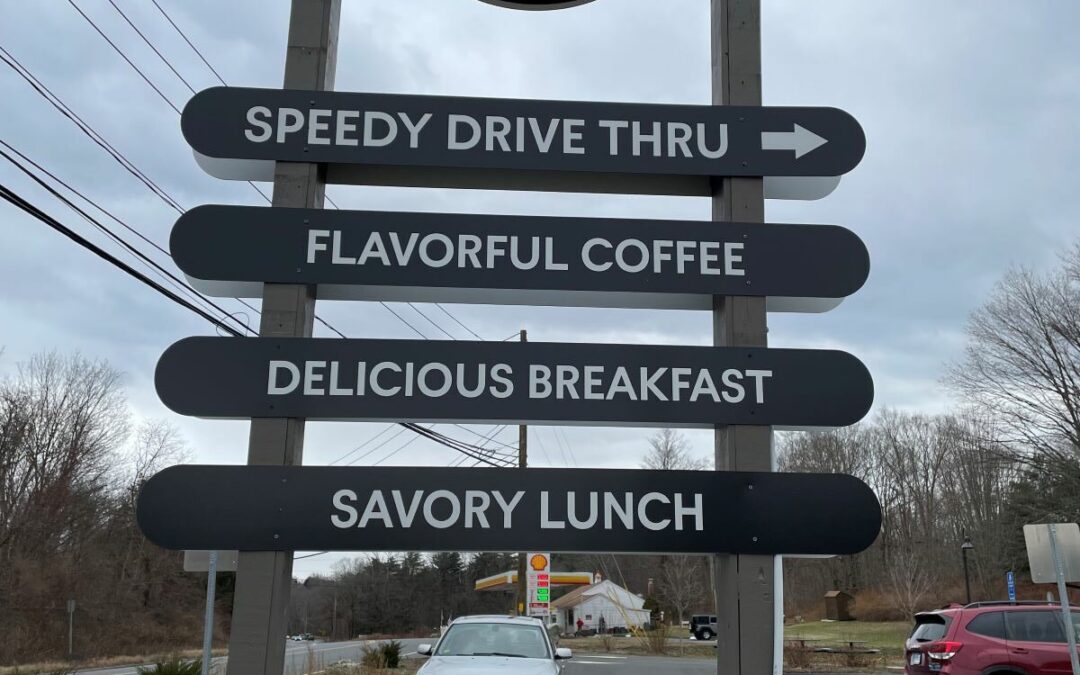 SPEEDY DRIVE THRU
FLAVORFUL COFFEE
DELICIOUS BREAKFAST
SAVORY LUNCH